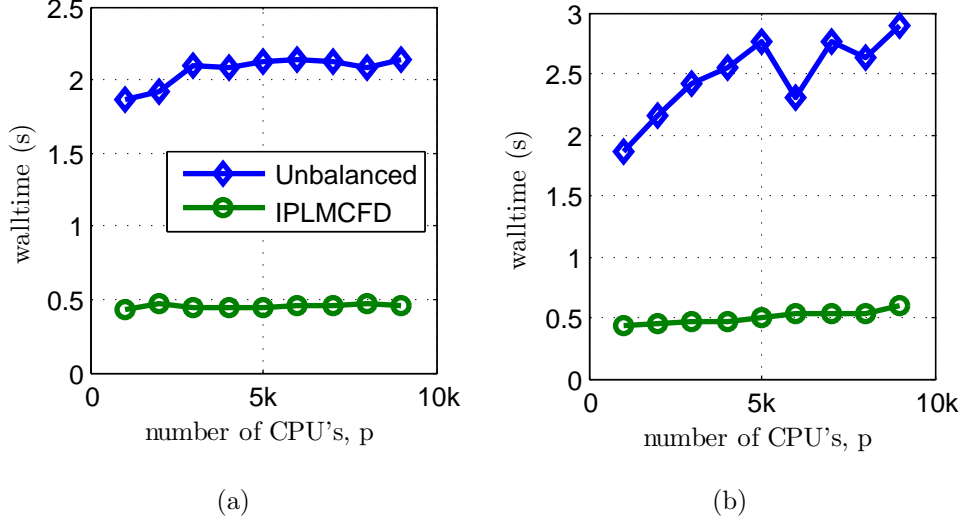 2.5
2
1.5
1
0.5
0
walltime (s)
Unbalanced
IPLMCFD
0
5k
10k
number of CPU's, p
(a)
3
2.5
2
1.5
1
0.5
0
walltime (s)
0
5k
10k
number of CPU's, p
(b)